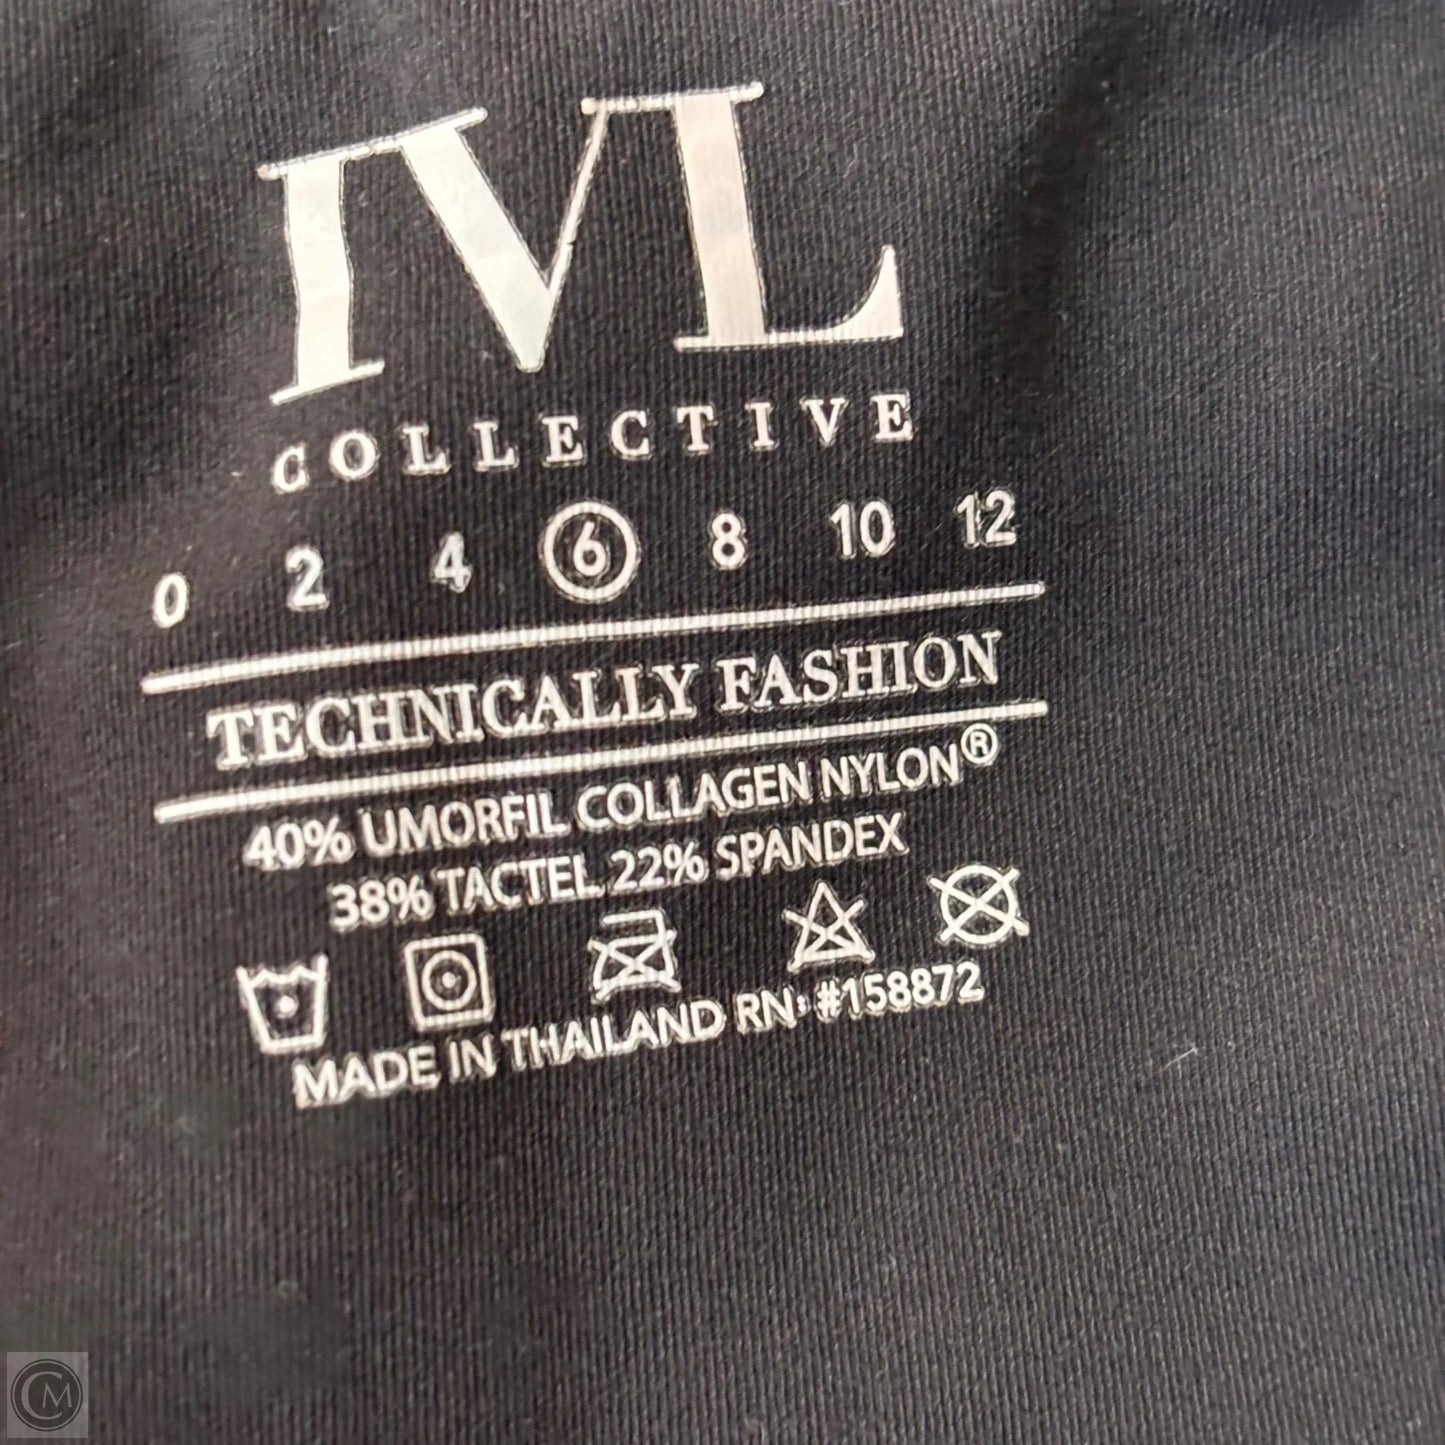 IVL
COLLECTIVE
0 2 4 6 8 10 12
TECHNICALLY FASHION
40% UMORFIL COLLAGEN NYLON®
38% TACTEL 22% SPANDEX
MADE IN THAILAND RN: #158872
CM